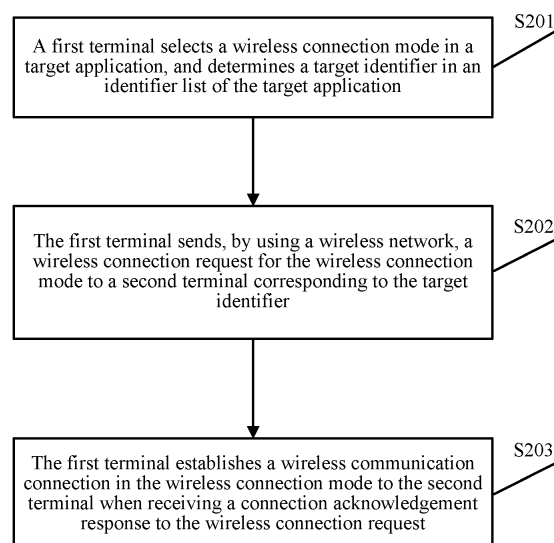 S201
A first terminal selects a wireless connection mode in a
target application, and determines a target identifier in an
identifier list of the target application
S202
The first terminal sends, by using a wireless network, a
wireless connection request for the wireless connection
mode to a second terminal corresponding to the target
identifier
S203
The first terminal establishes a wireless communication
connection in the wireless connection mode to the second
terminal when receiving a connection acknowledgement
response to the wireless connection request